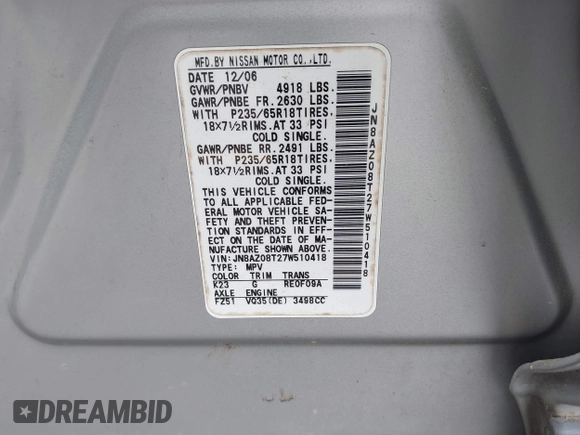 MFD.BY NISSAN MOTOR CO.,LTD.
DATE 12/06
GVWR/PNBV 4918 LBS.
GAWR/PNBE FR. 2630 LBS.
WITH P235/65R18TIRES.
18×7½RIMS. AT 33 PSI
COLD SINGLE.
GAWR/PNBE RR. 2491 LBS.
WITH P235/65R18TIRES.
18×7½RIMS. AT 33 PSI
COLD SINGLE.
THIS VEHICLE CONFORMS
TO ALL APPLICABLE FED-
ERAL MOTOR VEHICLE SA-
FETY AND THEFT PREVEN-
TION STANDARDS IN EFF-
ECT ON THE DATE OF MA-
NUFACTURE SHOWN ABOVE.
VIN: JN8AZ08T27W510418
TYPE: MPV
COLOR TRIM TRANS
K23 G RE0F09A
AXLE ENGINE
FZ51 VQ35(DE) 3498CC
JN8AZ08T27W510418
DREAMBID